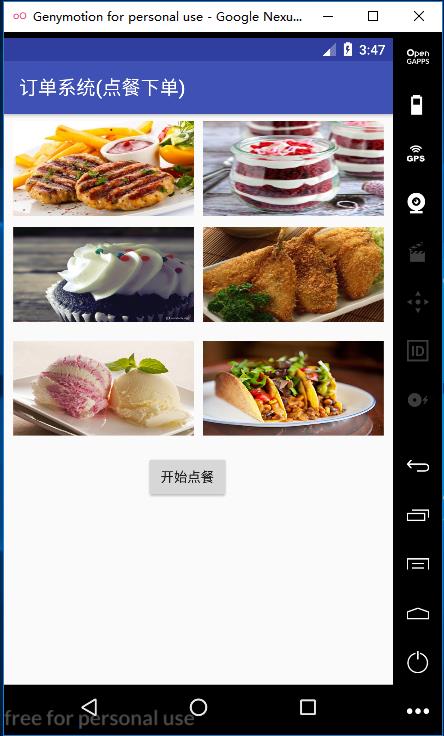 Genymotion for personal use - Google Nexu...
3:47
Open
GAPPS
订单系统(点餐下单)
GPS
ID
开始点餐
free for personal use